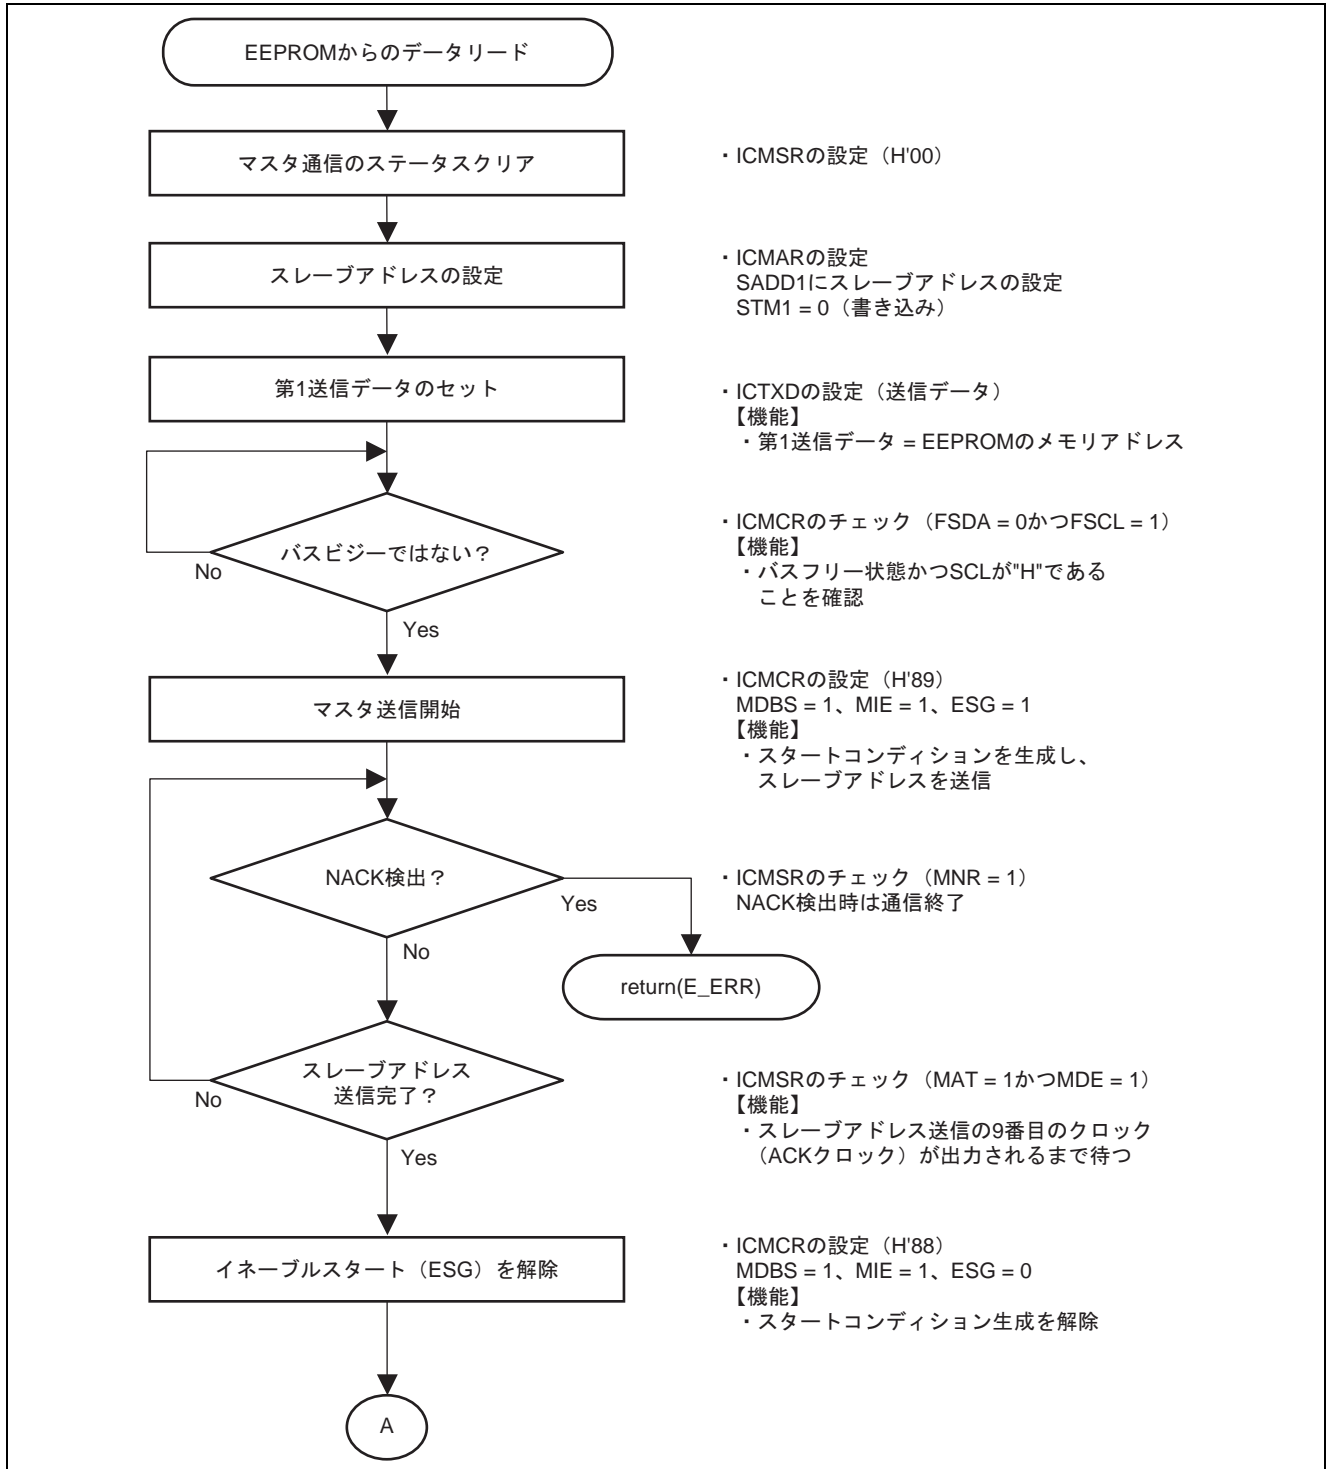 EEPROMからのデータリード
マスタ通信のステータスクリア
・ICMSRの設定（H'00）
スレーブアドレスの設定
・ICMARの設定
SADD1にスレーブアドレスの設定
STM1 = 0（書き込み）
第1送信データのセット
・ICTXDの設定（送信データ）
【機能】
・第1送信データ = EEPROMのメモリアドレス
バスビジーではない？
No
Yes
・ICMCRのチェック（FSDA = 0かつFSCL = 1）
【機能】
・バスフリー状態かつSCLが"H"である
ことを確認
マスタ送信開始
・ICMCRの設定（H'89）
MDBS = 1、MIE = 1、ESG = 1
【機能】
・スタートコンディションを生成し、
スレーブアドレスを送信
NACK検出？
Yes
No
・ICMSRのチェック（MNR = 1）
NACK検出時は通信終了
return(E_ERR)
スレーブアドレス
送信完了？
No
Yes
・ICMSRのチェック（MAT = 1かつMDE = 1）
【機能】
・スレーブアドレス送信の9番目のクロック
（ACKクロック）が出力されるまで待つ
イネーブルスタート（ESG）を解除
・ICMCRの設定（H'88）
MDBS = 1、MIE = 1、ESG = 0
【機能】
・スタートコンディション生成を解除
A